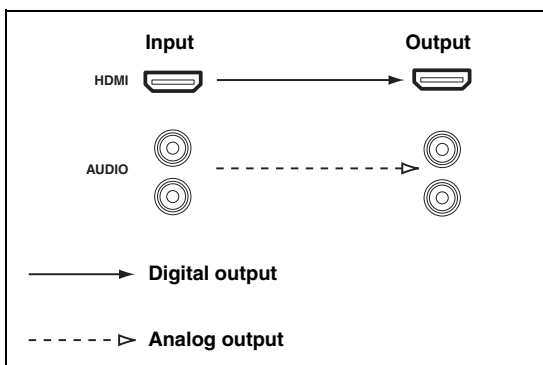 Input Output
HDMI
AUDIO
Digital output
Analog output